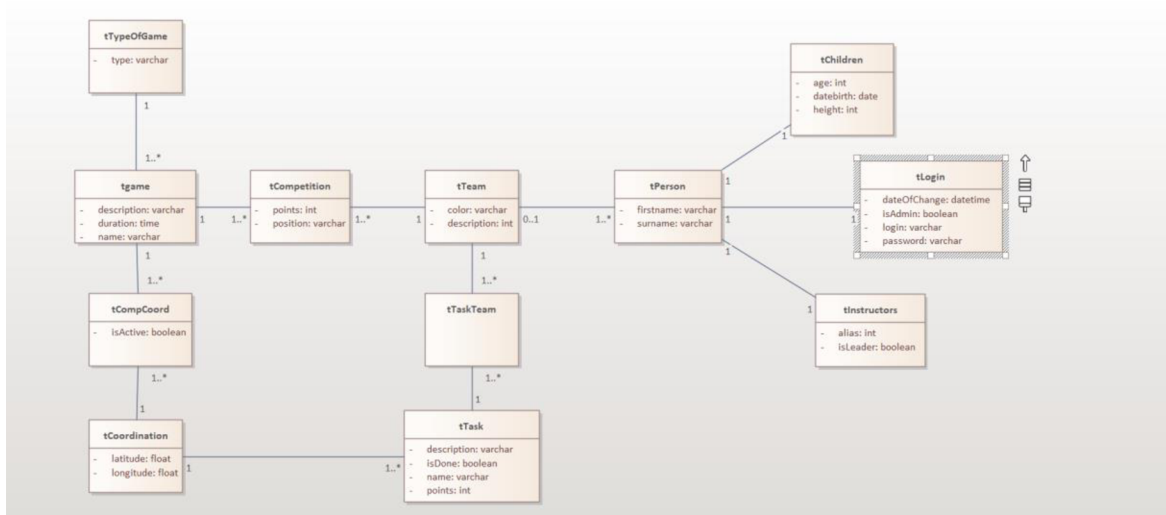 tTypeOfGame
- type: varchar
1
1..*
tgame
- description: varchar
- duration: time
- name: varchar
1
1..*
tCompetition
- points: int
- position: varchar
1..*
1
tTeam
- color: varchar
- description: int
0..1
1..*
tPerson
- firstname: varchar
- surname: varchar
1
1
tChildren
- age: int
- datebirth: date
- height: int
1
1
tLogin
- dateOfChange: datetime
- isAdmin: boolean
- login: varchar
- password: varchar
1
1
tInstructors
- alias: int
- isLeader: boolean
1
1..*
tCompCoord
- isActive: boolean
1..*
1
tCoordination
- latitude: float
- longitude: float
1
1..*
1
1..*
tTaskTeam
1..*
1
tTask
- description: varchar
- isDone: boolean
- name: varchar
- points: int